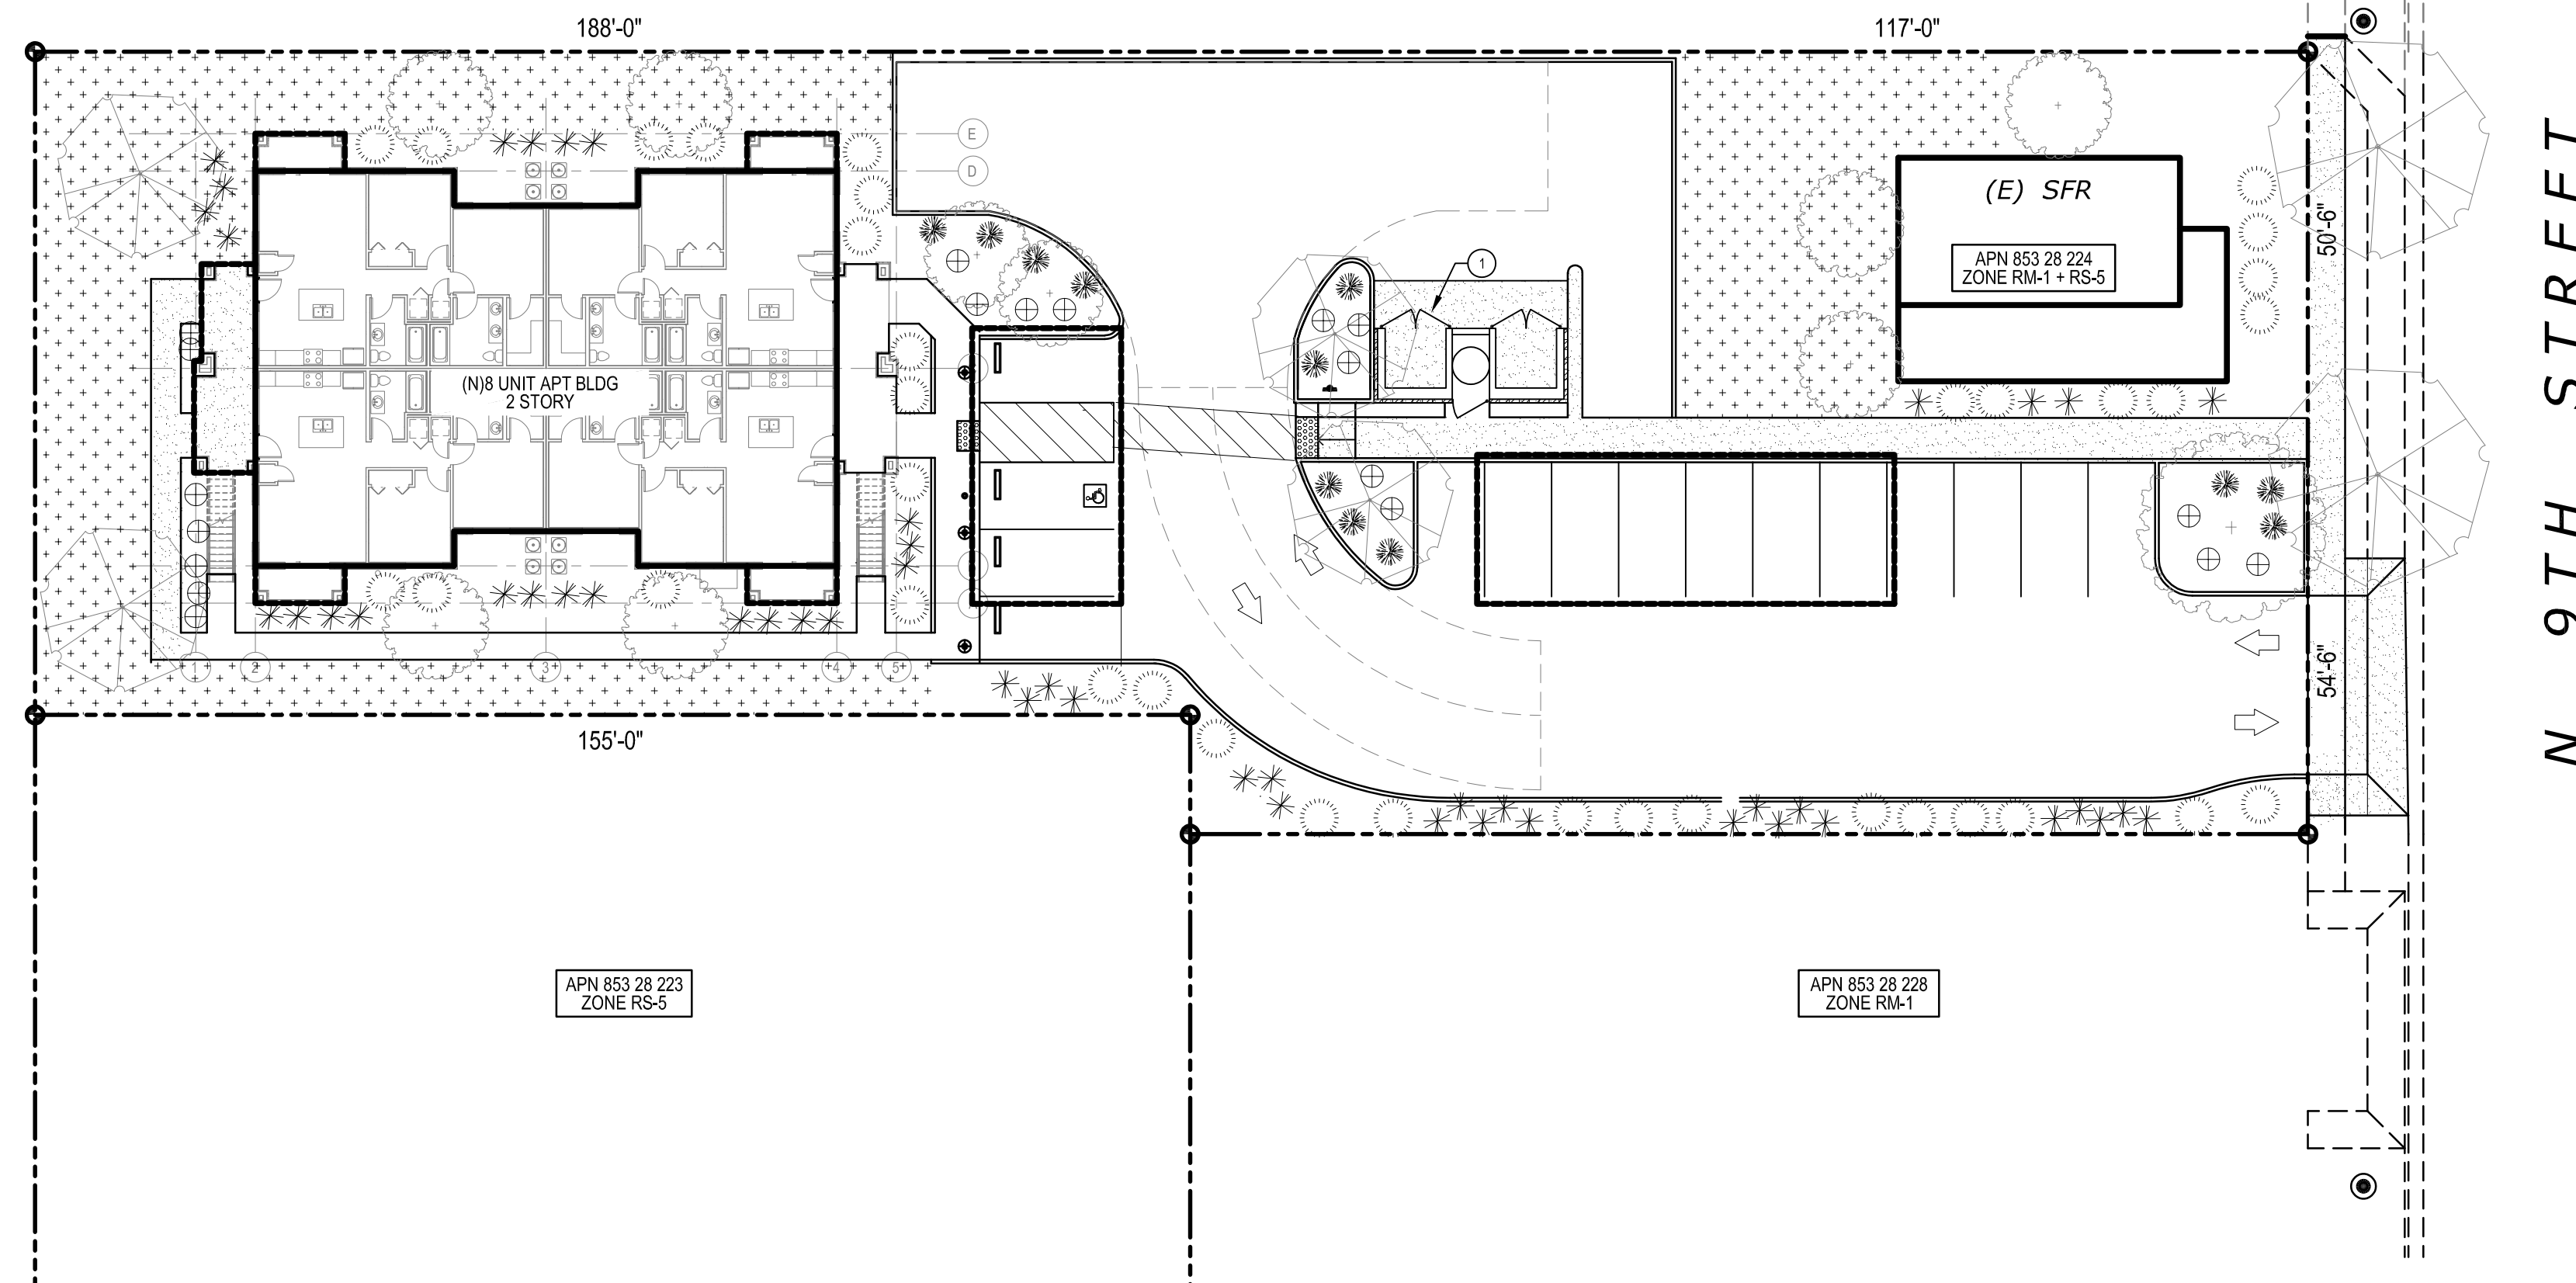 188'-0"
117'-0"
E
D
(E) SFR
APN 853 28 224
ZONE RM-1 + RS-5
50'-6"
1
(N)8 UNIT APT BLDG
2 STORY
N 9TH STREET
54'-6"
1
2
3
4
5
155'-0"
APN 853 28 223
ZONE RS-5
APN 853 28 228
ZONE RM-1